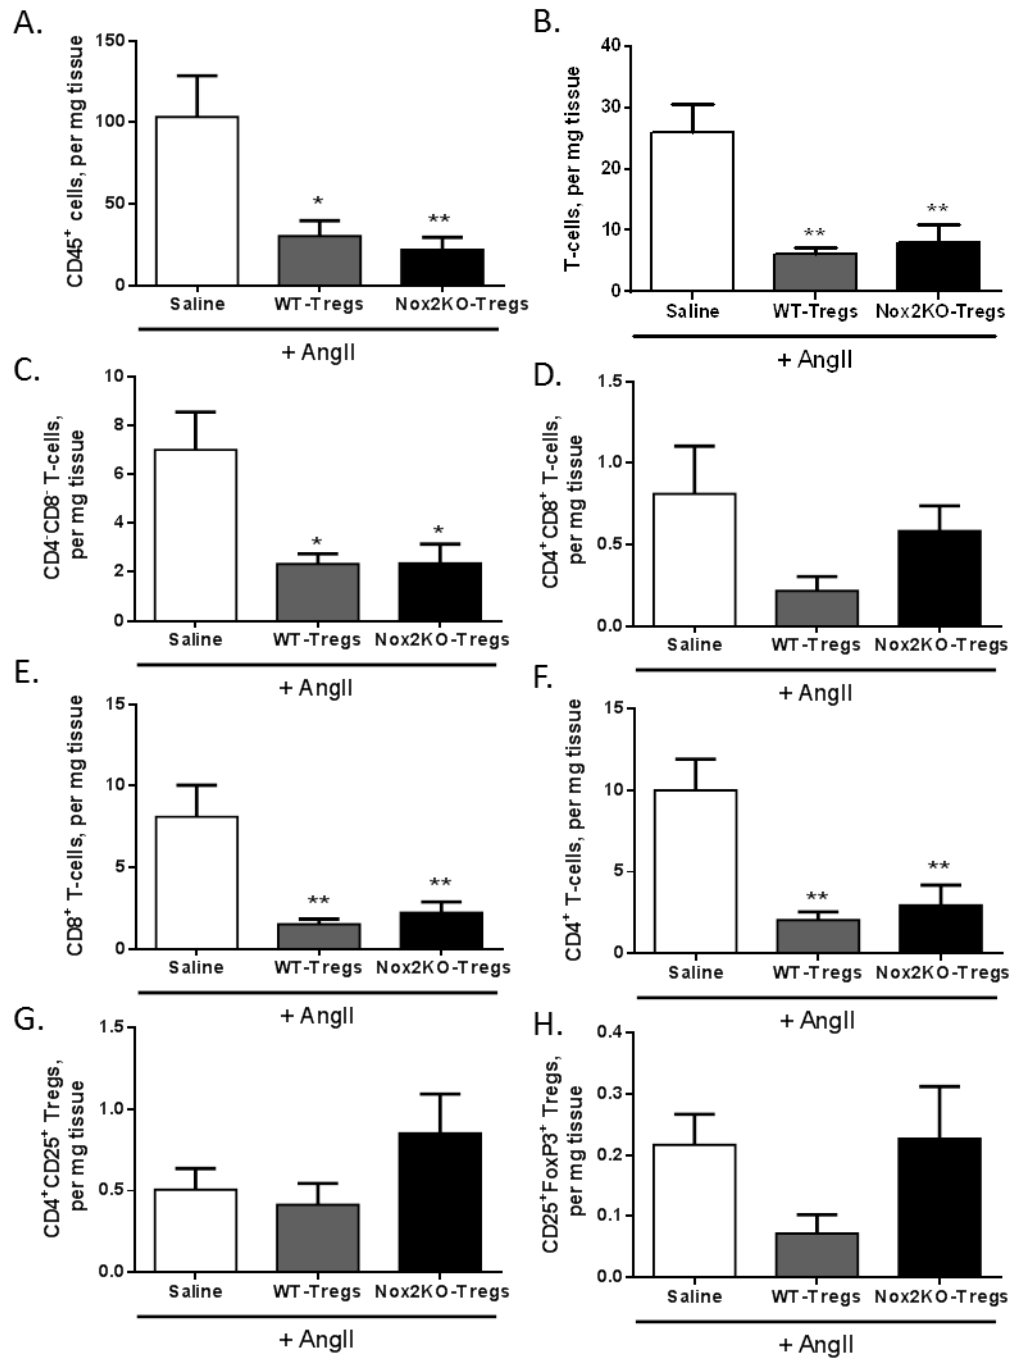 A.
CD45⁺ cells, per mg tissue
150
100
50
0
*
**
Saline
WT-Tregs
Nox2KO-Tregs
+ AngII
B.
T-cells, per mg tissue
40
30
20
10
0
**
**
Saline
WT-Tregs
Nox2KO-Tregs
+ AngII
C.
CD4⁻CD8⁻ T-cells,
per mg tissue
10
8
6
4
2
0
*
*
Saline
WT-Tregs
Nox2KO-Tregs
+ AngII
D.
CD4⁺CD8⁺ T-cells,
per mg tissue
1.5
1.0
0.5
0.0
Saline
WT-Tregs
Nox2KO-Tregs
+ AngII
E.
CD8⁺ T-cells, per mg tissue
15
10
5
0
**
**
Saline
WT-Tregs
Nox2KO-Tregs
+ AngII
F.
CD4⁺ T-cells, per mg tissue
15
10
5
0
**
**
Saline
WT-Tregs
Nox2KO-Tregs
+ AngII
G.
CD4⁺CD25⁺ Tregs,
per mg tissue
1.5
1.0
0.5
0.0
Saline
WT-Tregs
Nox2KO-Tregs
+ AngII
H.
CD25⁺FoxP3⁺ Tregs,
per mg tissue
0.4
0.3
0.2
0.1
0.0
Saline
WT-Tregs
Nox2KO-Tregs
+ AngII